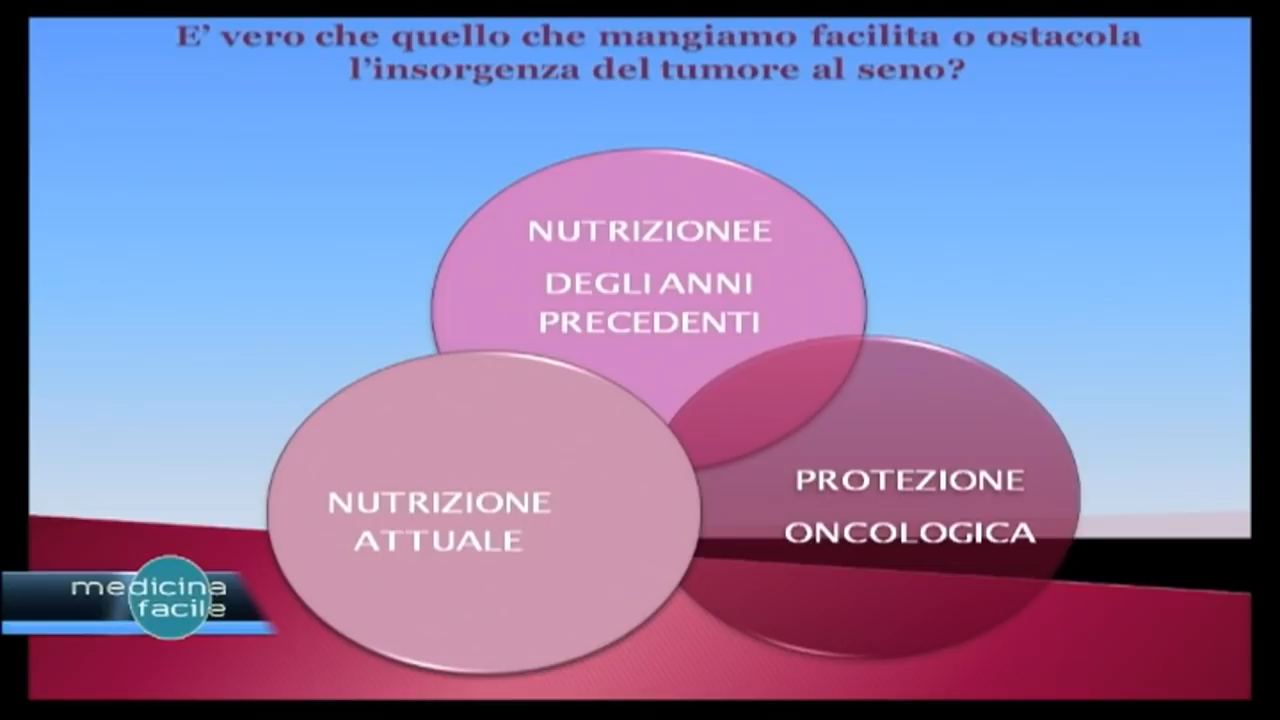 E' vero che quello che mangiamo facilita o ostacola
l'insorgenza del tumore al seno?
NUTRIZIONEE
DEGLI ANNI
PRECEDENTI
NUTRIZIONE
ATTUALE
PROTEZIONE
ONCOLOGICA
medicina
facile